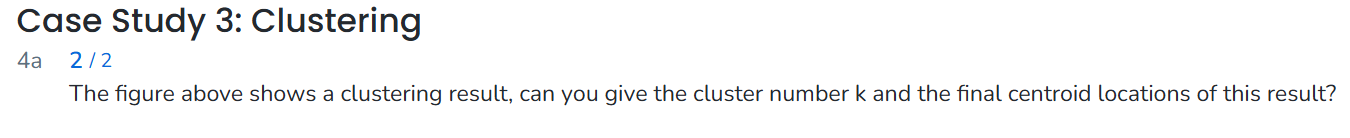 Case Study 3: Clustering
4a 2 / 2
The figure above shows a clustering result, can you give the cluster number k and the final centroid locations of this result?